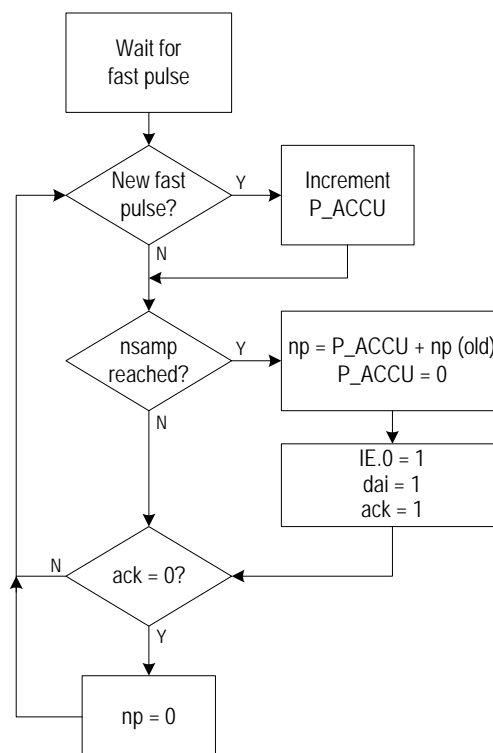 Wait for
fast pulse
New fast
pulse?
Y
Increment
P_ACCU
N
nsamp
reached?
Y
np = P_ACCU + np (old)
P_ACCU = 0
N
IE.0 = 1
dai = 1
ack = 1
N
ack = 0?
Y
np = 0